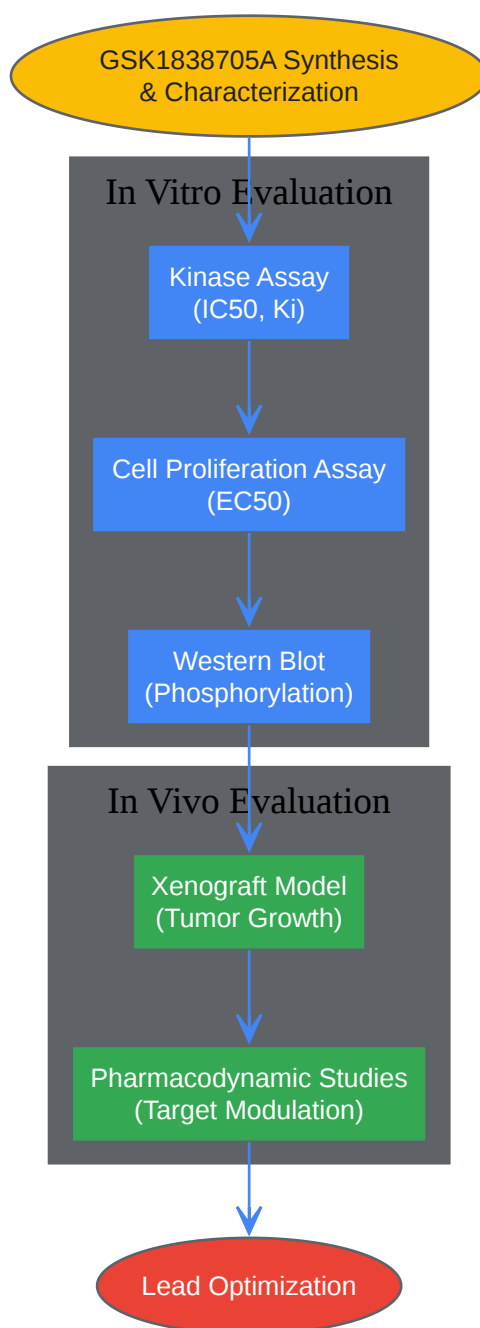 GSK1838705A Synthesis
& Characterization
In Vitro Evaluation
Kinase Assay
(IC50, Ki)
Cell Proliferation Assay
(EC50)
Western Blot
(Phosphorylation)
In Vivo Evaluation
Xenograft Model
(Tumor Growth)
Pharmacodynamic Studies
(Target Modulation)
Lead Optimization